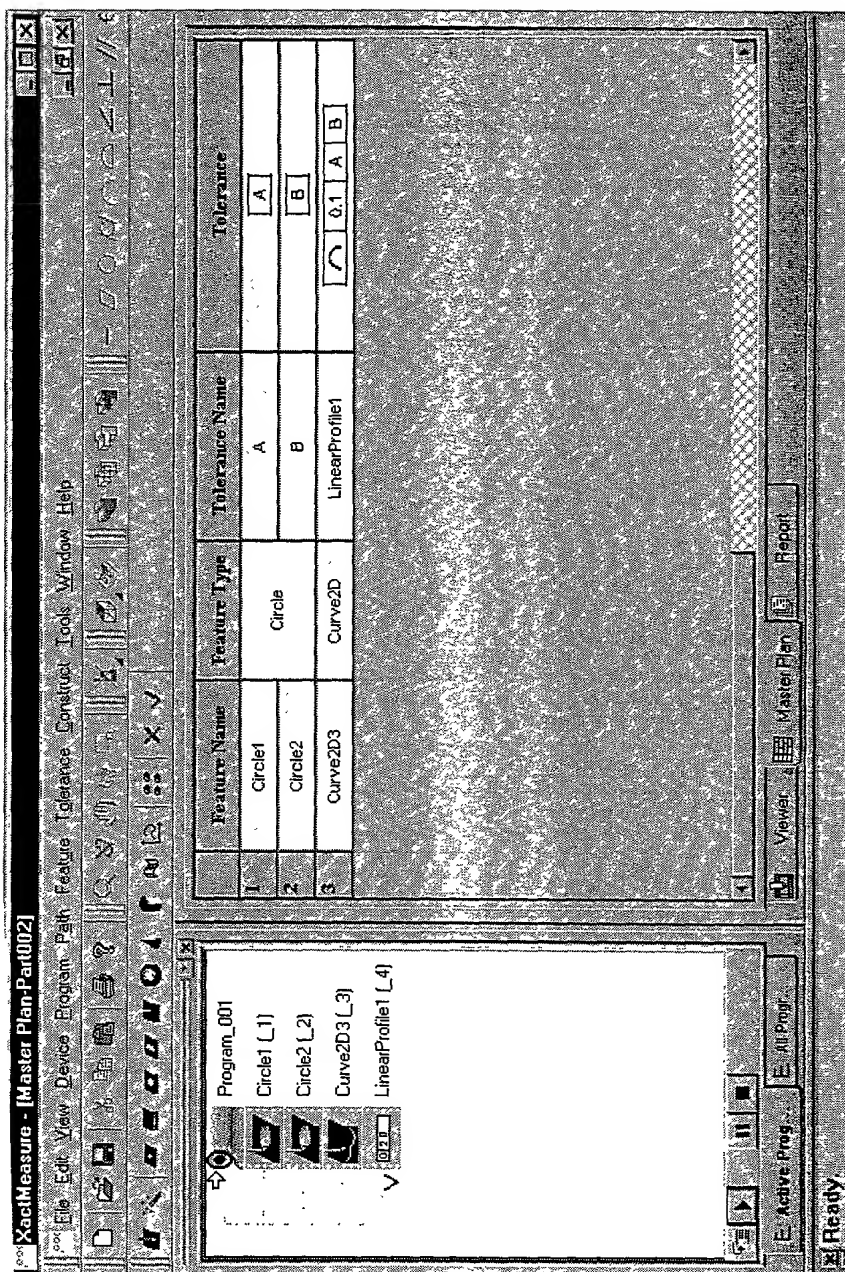 XactMeasure - [Master Plan-Part002]
File Edit View Device Program Path Feature Tolerance Construct Tools Window Help
Program_001
Circle1 (_1)
Circle2 (_2)
Curve2D3 (_3)
LinearProfile1 (_4)
Active Prog...
All Progr...
Feature Name Feature Type Tolerance Name Tolerance
1 Circle1 Circle A A
2 Circle2 B B
3 Curve2D3 Curve2D LinearProfile1 0.1 A B
Viewer Master Plan Report
Ready,